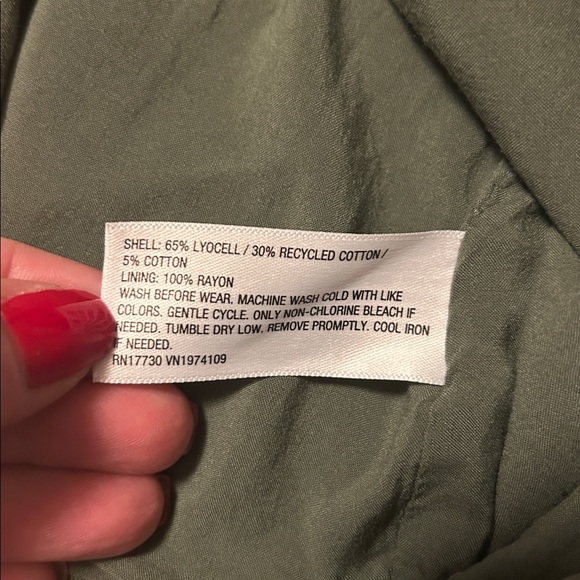 SHELL: 65% LYOCELL / 30% RECYCLED COTTON /
5% COTTON
LINING: 100% RAYON
WASH BEFORE WEAR. MACHINE WASH COLD WITH LIKE
COLORS. GENTLE CYCLE. ONLY NON-CHLORINE BLEACH IF
NEEDED. TUMBLE DRY LOW. REMOVE PROMPTLY. COOL IRON
IF NEEDED.
RN17730 VN1974109